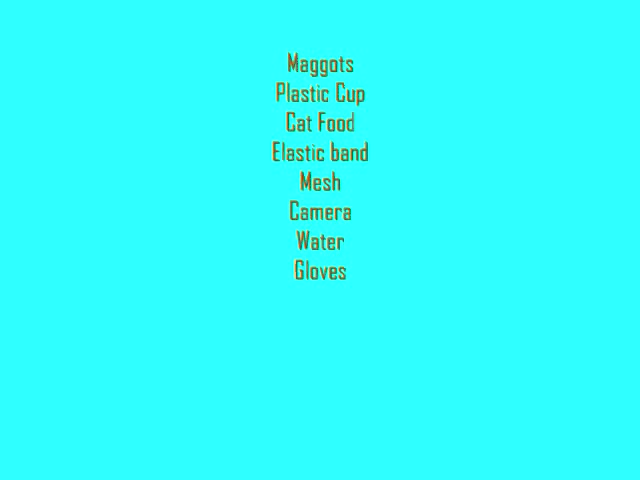 Maggots
Plastic Cup
Cat Food
Elastic band
Mesh
Camera
Water
Gloves